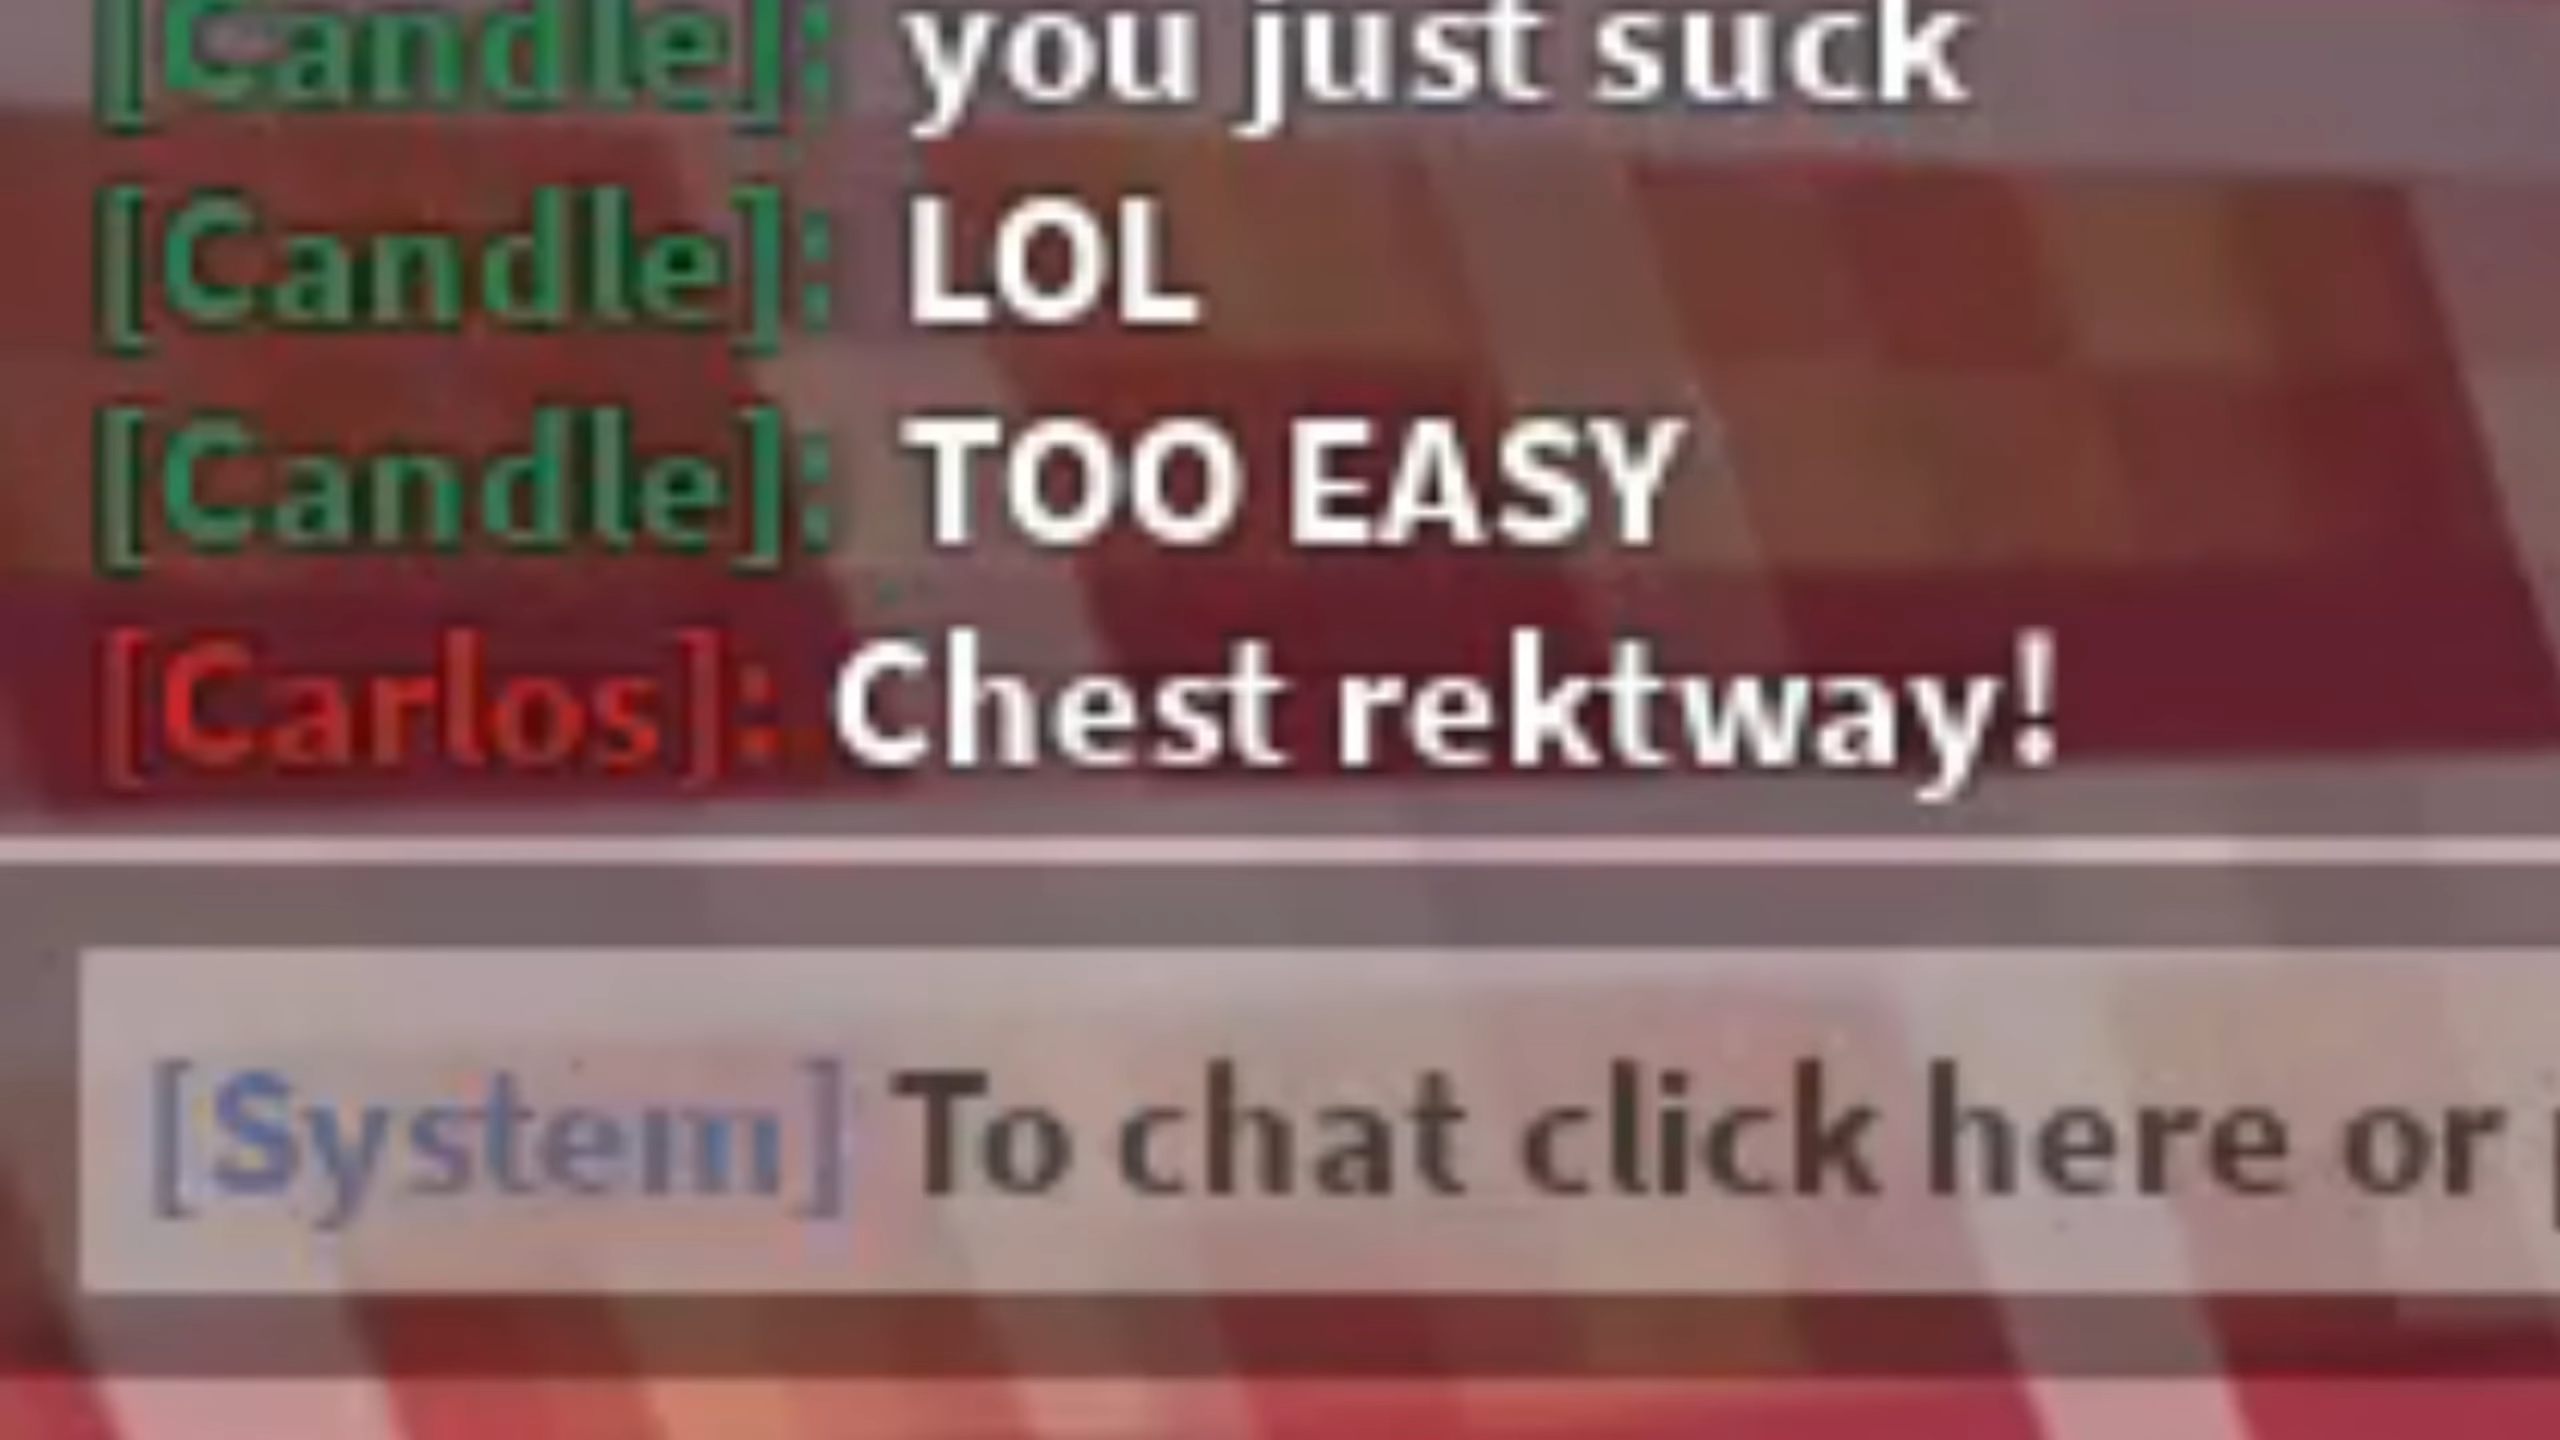 [Candle]: you just suck
[Candle]: LOL
[Candle]: TOO EASY
[Carlos]: Chest rektway!
[System] To chat click here or